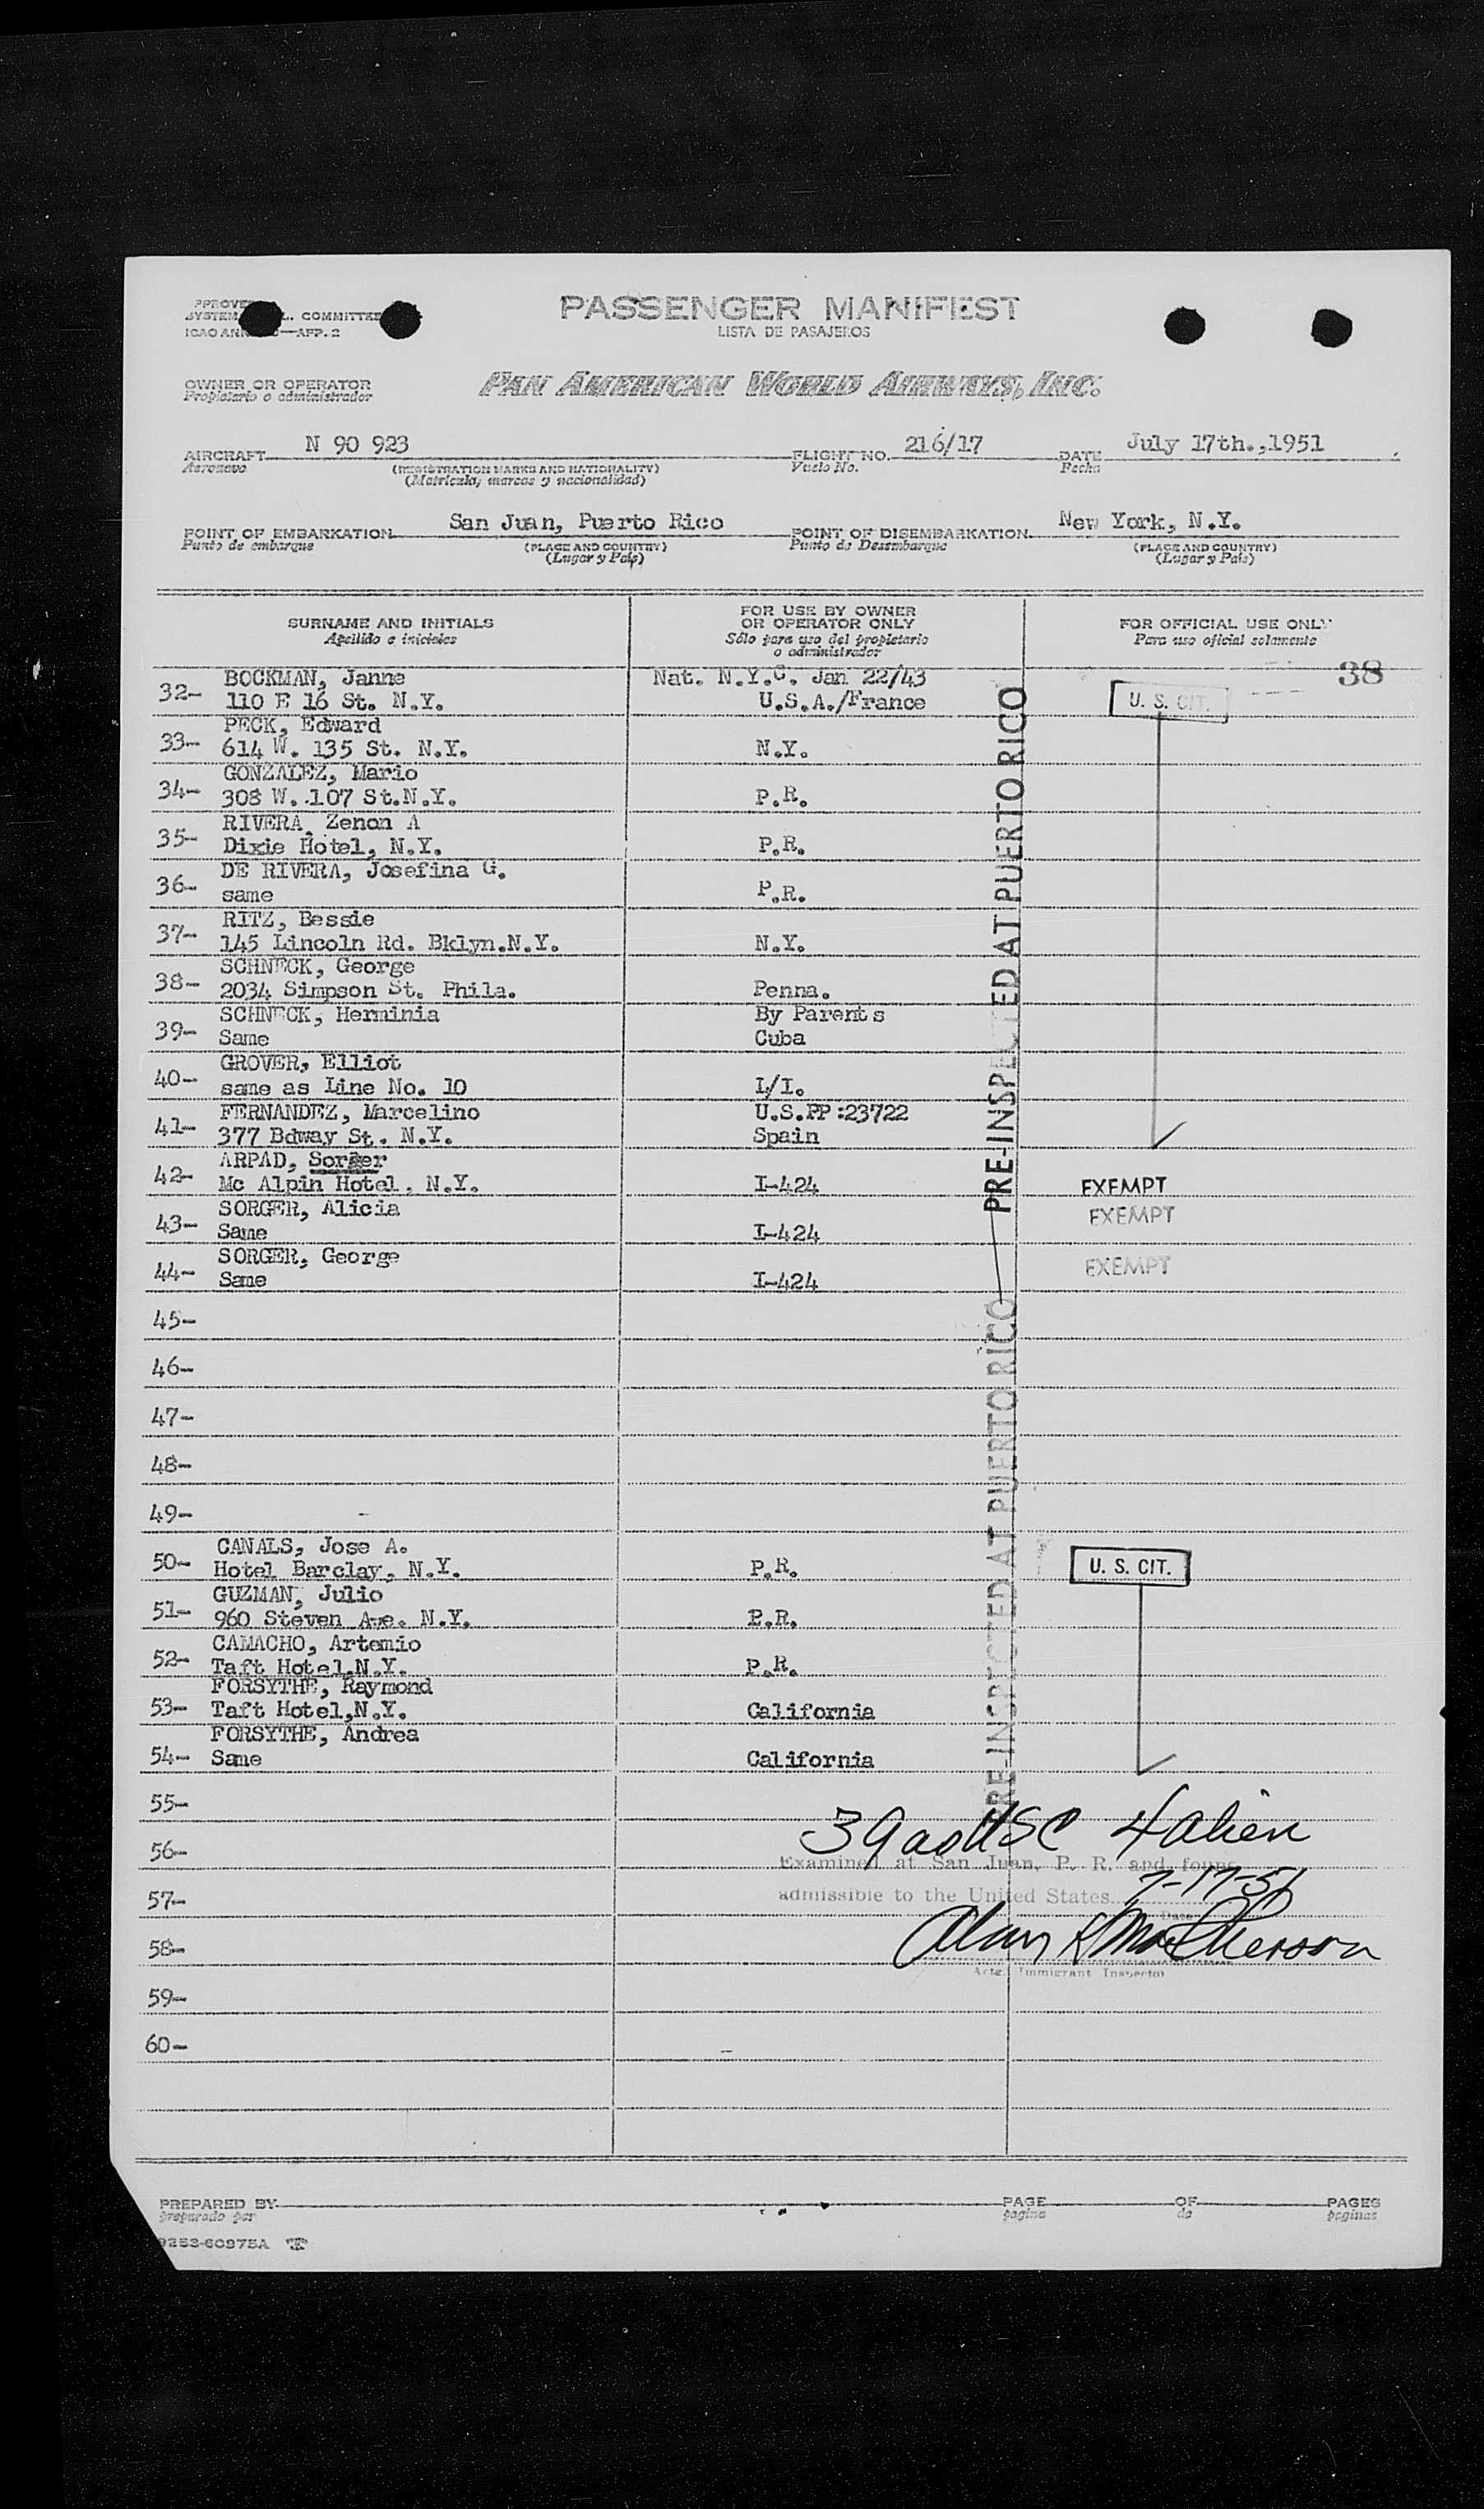 PASSENGER MANIFEST
LISTA DE PASAJEROS
COMMITTEE
APP. 2
OWNER OR OPERATOR
Propietario o administrador
PAN AMERICAN WORLD AIRWAYS, INC.
AIRCRAFT N 90 923 FLIGHT NO. 216/17 DATE July 17th.,1951
Aeronave (REGISTRATION MARKS AND NATIONALITY) Vuelo No. Fecha
(Matrícula, marcas y nacionalidad)
POINT OF EMBARKATION San Juan, Puerto Rico POINT OF DISEMBARKATION New York, N.Y.
Punto de embarque (PLACE AND COUNTRY) Punto de Desembarque (PLACE AND COUNTRY)
(Lugar y País) (Lugar y País)
SURNAME AND INITIALS
Apellido e iniciales
FOR USE BY OWNER
OR OPERATOR ONLY
Sólo para uso del propietario
o administrador
FOR OFFICIAL USE ONLY
Para uso oficial solamente
38
32- BOCKMAN, Janne Nat. N.Y.C. Jan 22/43
110 E 16 St. N.Y. U.S.A./France U. S. CIT.
33- PECK, Edward
614 W. 135 St. N.Y. N.Y.
34- GONZALEZ, Mario
308 W. 107 St.N.Y. P.R.
35- RIVERA, Zenon A
Dixie Hotel, N.Y. P.R.
36- DE RIVERA, Josefina G.
same P.R.
37- RITZ, Bessie
145 Lincoln Rd. Bklyn.N.Y. N.Y.
38- SCHNECK, George
2034 Simpson St. Phila. Penna.
39- SCHNECK, Herminia By Parents
Same Cuba
40- GROVER, Elliot
same as Line No. 10 L/I.
41- FERNANDEZ, Marcelino U.S.PP:23722
377 Bdway St. N.Y. Spain
42- ARPAD, Sorger
Mc Alpin Hotel, N.Y. I-424 EXEMPT
43- SORGER, Alicia EXEMPT
Same I-424
44- SORGER, George EXEMPT
Same I-424
45-
46-
47-
48-
49-
50- CANALS, Jose A.
Hotel Barclay, N.Y. P.R. U. S. CIT.
51- GUZMAN, Julio
960 Steven Ave. N.Y. P.R.
52- CAMACHO, Artemio
Taft Hotel,N.Y. P.R.
53- FORSYTHE, Raymond
Taft Hotel,N.Y. California
54- FORSYTHE, Andrea
Same California
PRE-INSPECTED AT PUERTO RICO
PRE-INSPECTED AT PUERTO RICO
55-
56- 39 USC 4 alien
Examined at San Juan, P. R. and found
57- admissible to the United States 7-17-51
Date
58-
Actg. Immigrant Inspector
59-
60-
PREPARED BY PAGE OF PAGES
preparado por pagina de paginas
9253-60975A